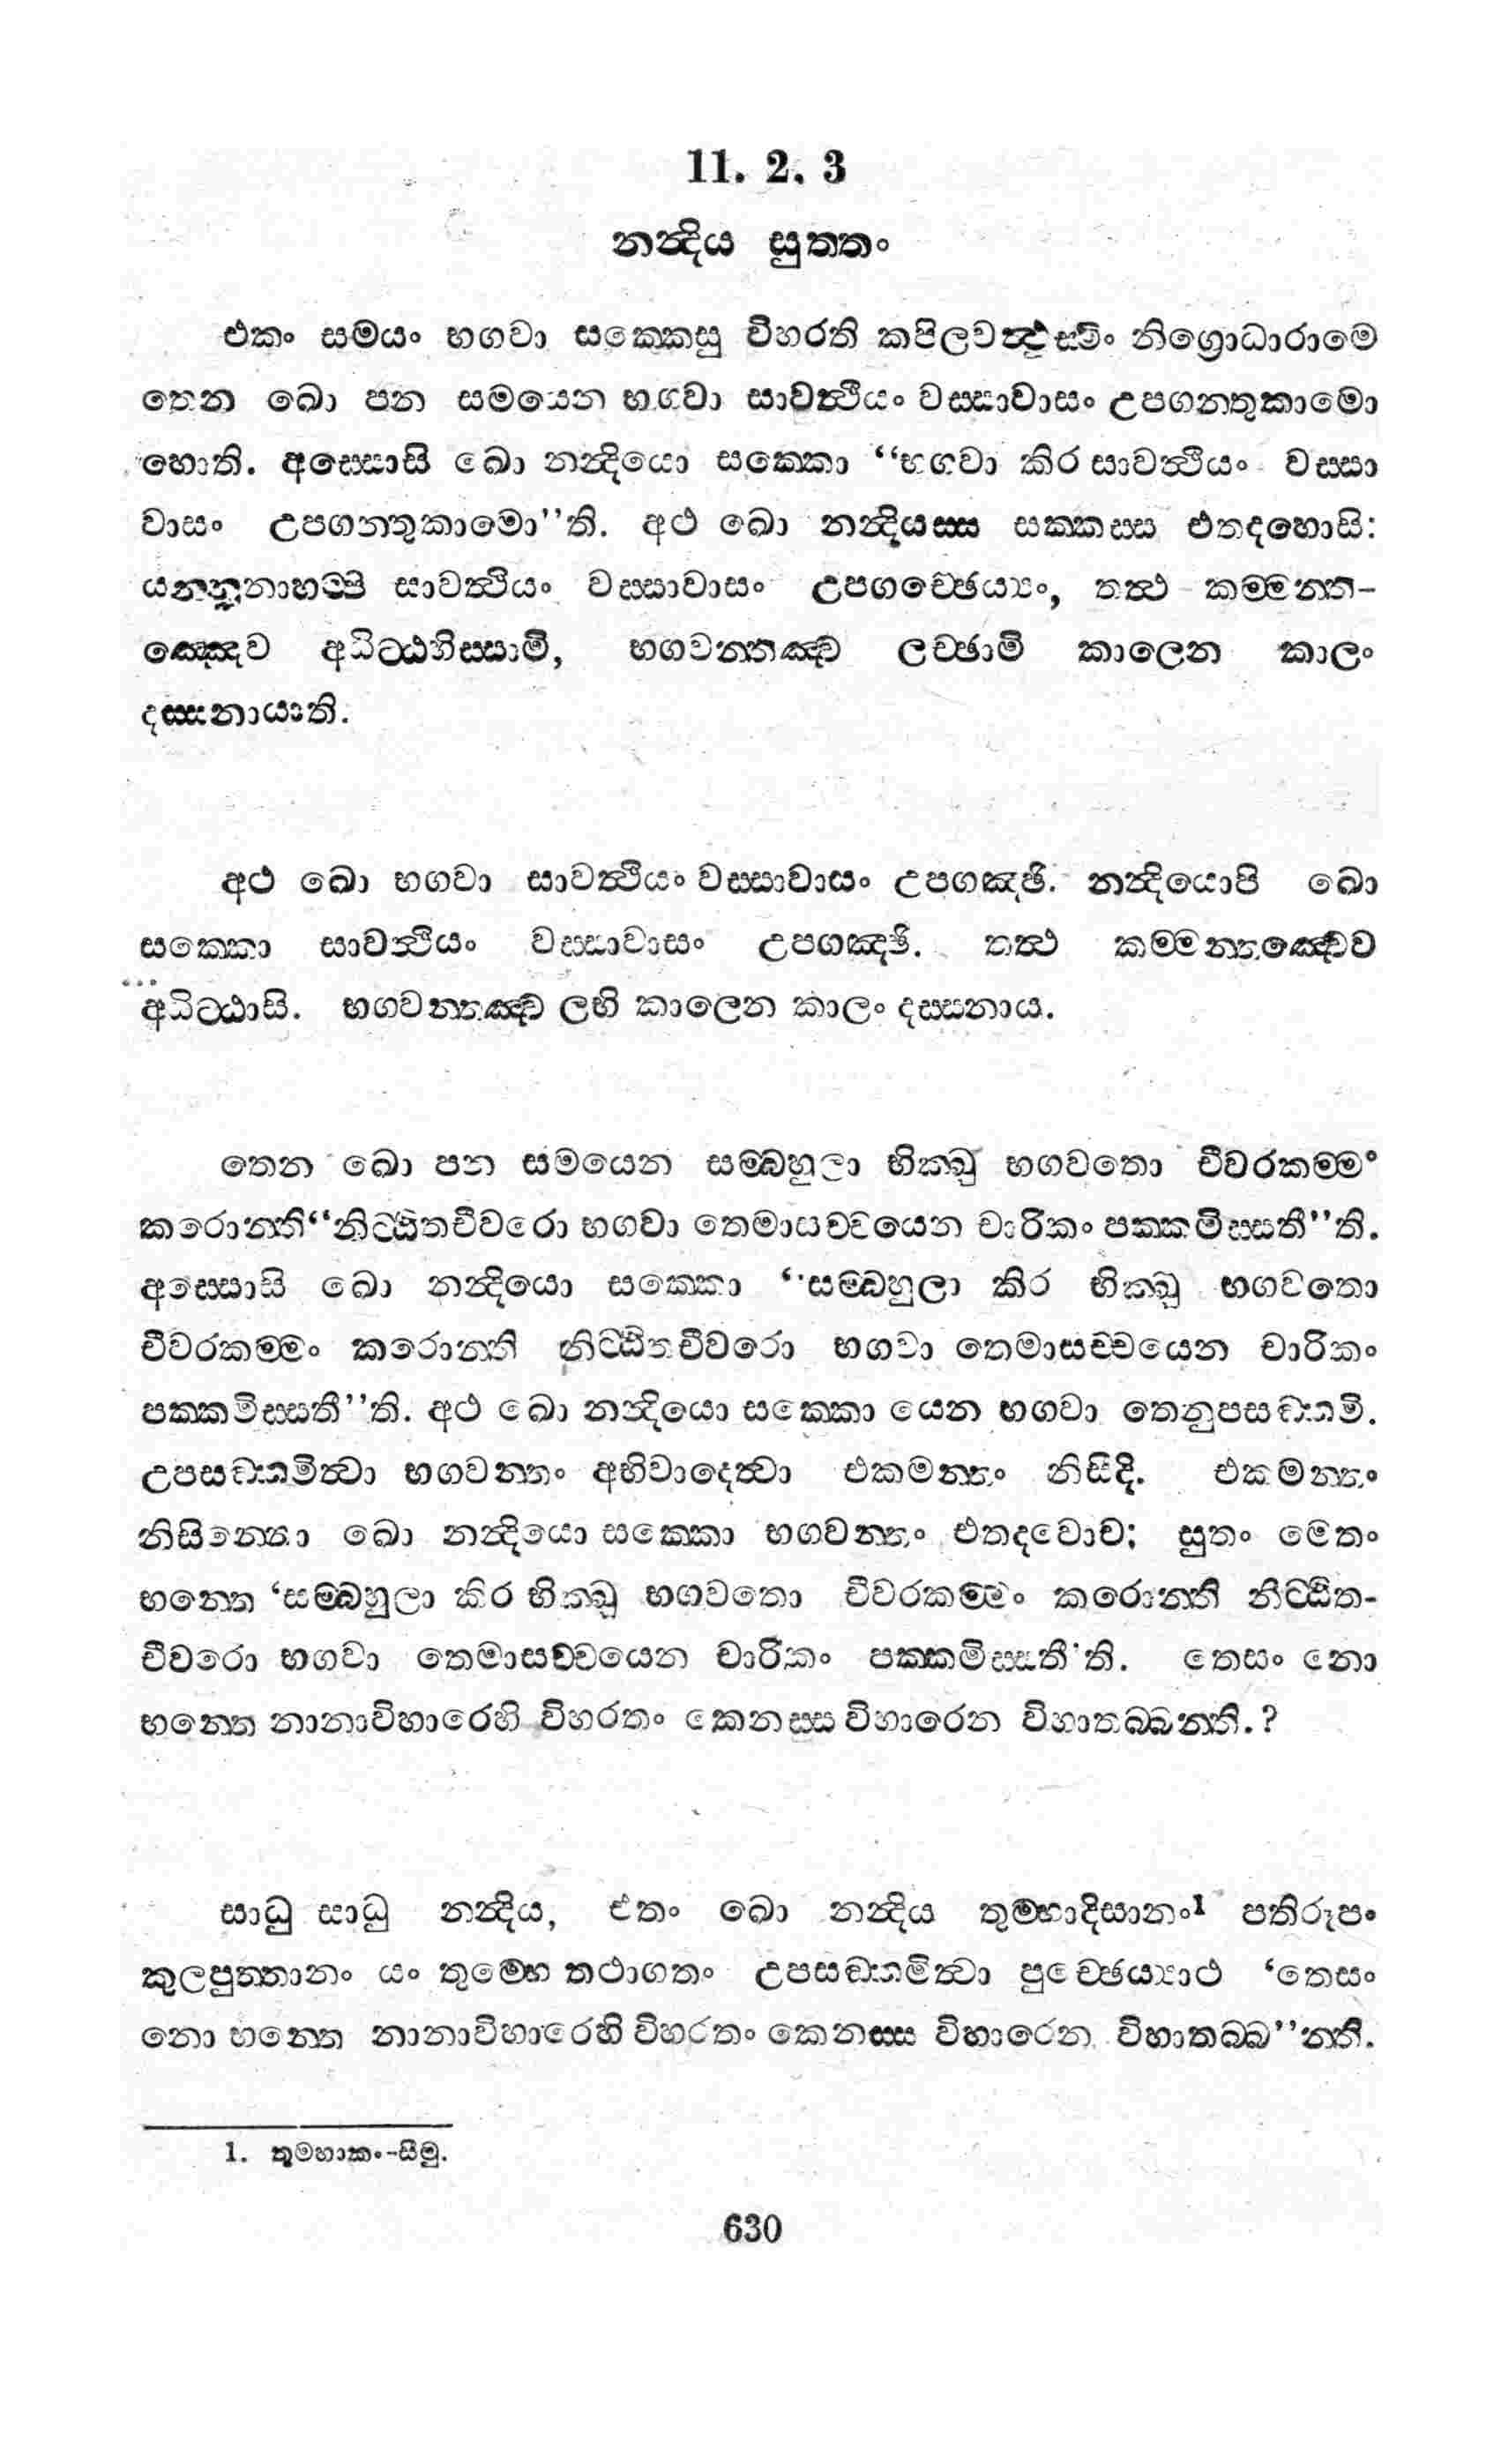 11. 2. 3
නන්‍දිය සුත්තං
එකං සමයං භගවා සක්කෙසු විහරති කපිලවත්‍ථුස්මිං නිග්‍රොධාරාමෙ
තෙන ඛො පන සමයෙන භගවා සාවත්‍ථියං වස්සාවාසං උපගන්තුකාමො
හොති. අස්සොසි ඛො නන්‍දියො සක්කො ‘‘භගවා කිර සාවත්‍ථියං වස්සා
වාසං උපගන්තුකාමො’’ති. අථ ඛො නන්‍දියස්ස සක්කස්ස එතදහොසි:
යන්නූනාහම්පි සාවත්‍ථියං වස්සාවාසං උපගච්ඡෙය්‍යං, තත්‍ථ කම්මන්ත-
ඤ්චෙව අධිට්ඨහිස්සාමි, භගවන්තඤ්ච ලච්ඡාමි කාලෙන කාලං
දස්සනායාති.
අථ ඛො භගවා සාවත්‍ථියං වස්සාවාසං උපගඤ්ඡි. නන්‍දියොපි ඛො
සක්කො සාවත්‍ථියං වස්සාවාසං උපගඤ්ඡි. තත්‍ථ කම්මන්තඤ්චෙව
අධිට්ඨාසි. භගවන්තඤ්ච ලභි කාලෙන කාලං දස්සනාය.
තෙන ඛො පන සමයෙන සම්බහුලා භික්ඛූ භගවතො චීවරකම්මං
කරොන්ති‘‘නිට්ඨිතචීවරො භගවා තෙමාසච්චයෙන චාරිකං පක්කමිස්සතී’’ති.
අස්සොසි ඛො නන්‍දියො සක්කො ‘‘සම්බහුලා කිර භික්ඛූ භගවතො
චීවරකම්මං කරොන්ති නිට්ඨිතචීවරො භගවා තෙමාසච්චයෙන චාරිකං
පක්කමිස්සතී’’ති. අථ ඛො නන්‍දියො සක්කො යෙන භගවා තෙනුපසඞ්කමි.
උපසඞ්කමිත්‍වා භගවන්තං අභිවාදෙත්‍වා එකමන්තං නිසීදි. එකමන්තං
නිසින්නො ඛො නන්‍දියො සක්කො භගවන්තං එතදවොච; සුතං මෙතං
භන්තෙ ‘සම්බහුලා කිර භික්ඛූ භගවතො චීවරකම්මං කරොන්ති නිට්ඨිත-
චීවරො භගවා තෙමාසච්චයෙන චාරිකං පක්කමිස්සතී’ති. තෙසං නො
භන්තෙ නානාවිහාරෙහි විහරතං කෙනස්ස විහාරෙන විහාතබ්බන්ති.?
සාධු සාධු නන්‍දිය, එතං ඛො නන්‍දිය තුම්හාදිසානං1 පතිරූපං
කුලපුත්තානං යං තුම්හෙ තථාගතං උපසඞ්කමිත්‍වා පුච්ඡෙය්‍යාථ ‘තෙසං
නො භන්තෙ නානාවිහාරෙහි විහරතං කෙනස්ස විහාරෙන විහාතබ්බ’’න්ති.
1. තුම්හාකං-සීමු.
630